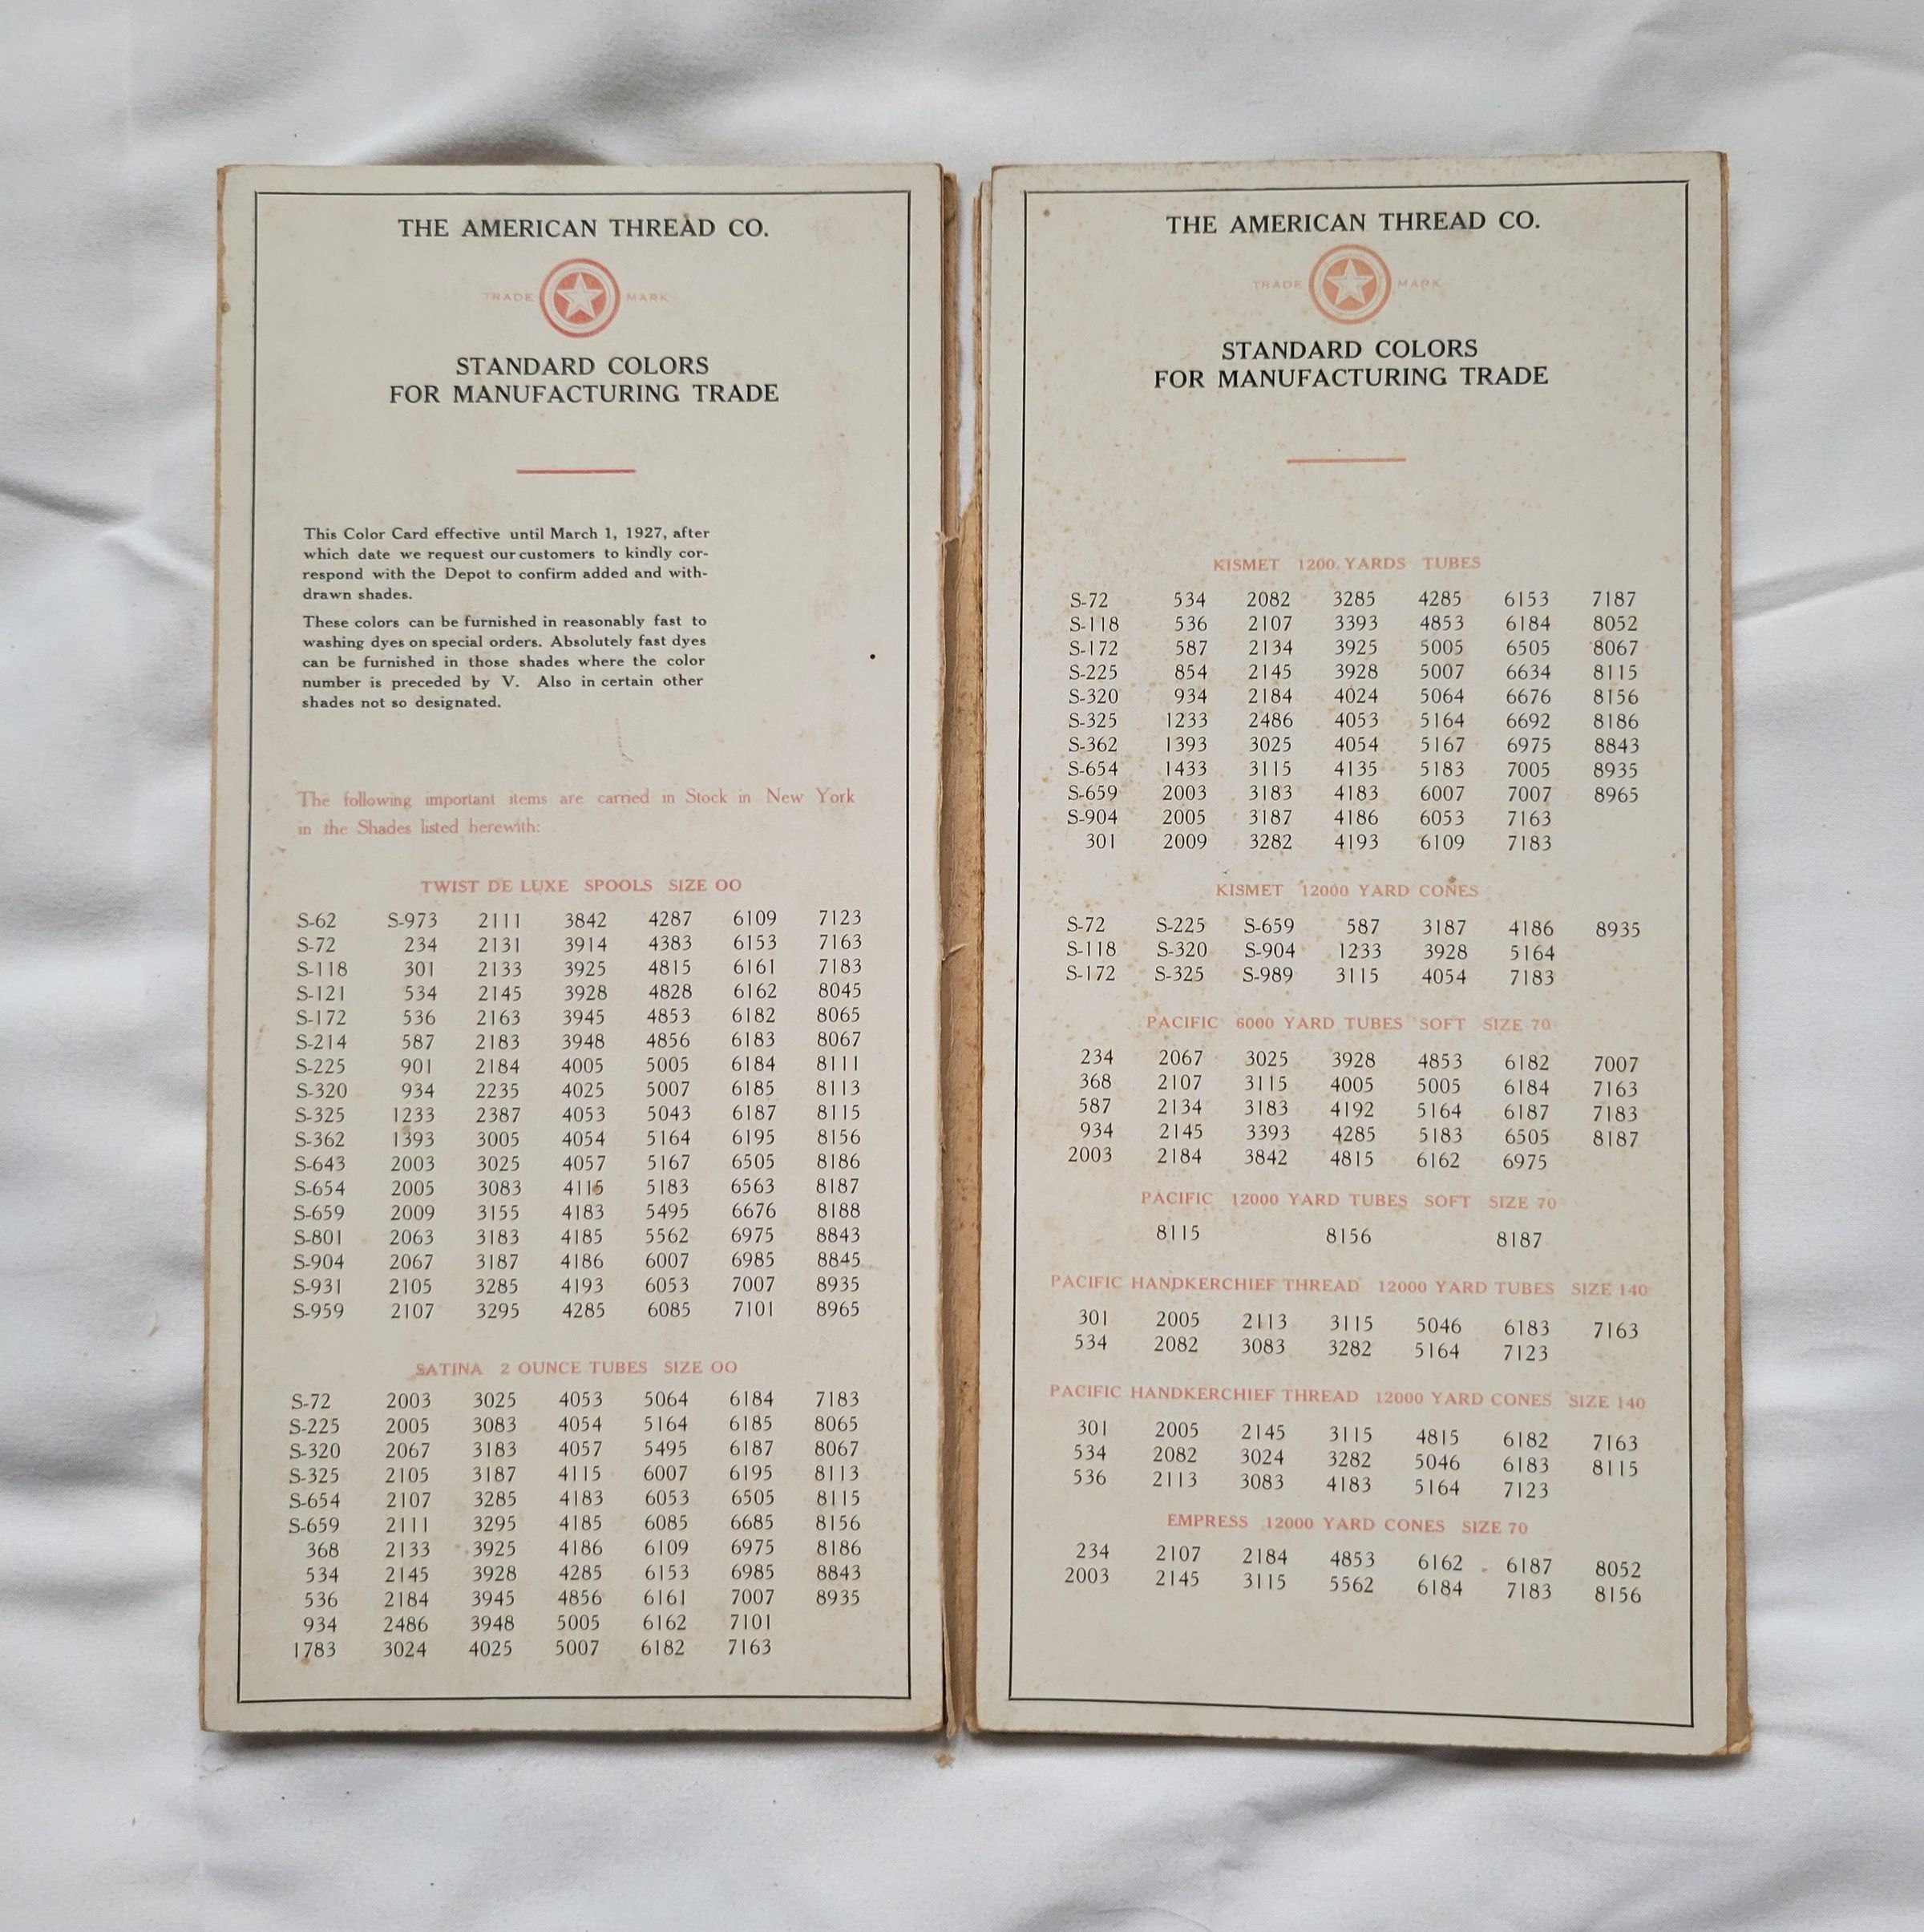 THE AMERICAN THREAD CO.
TRADE MARK
STANDARD COLORS
FOR MANUFACTURING TRADE
This Color Card effective until March 1, 1927, after
which date we request our customers to kindly cor-
respond with the Depot to confirm added and with-
drawn shades.
These colors can be furnished in reasonably fast to
washing dyes on special orders. Absolutely fast dyes
can be furnished in those shades where the color
number is preceded by V. Also in certain other
shades not so designated.
The following important items are carried in Stock in New York
in the Shades listed herewith:
TWIST DE LUXE SPOOLS SIZE OO
S-62 S-973 2111 3842 4287 6109 7123
S-72 234 2131 3914 4383 6153 7163
S-118 301 2133 3925 4815 6161 7183
S-121 534 2145 3928 4828 6162 8045
S-172 536 2163 3945 4853 6182 8065
S-214 587 2183 3948 4856 6183 8067
S-225 901 2184 4005 5005 6184 8111
S-320 934 2235 4025 5007 6185 8113
S-325 1233 2387 4053 5043 6187 8115
S-362 1393 3005 4054 5164 6195 8156
S-643 2003 3025 4057 5167 6505 8186
S-654 2005 3083 4115 5183 6563 8187
S-659 2009 3155 4183 5495 6676 8188
S-801 2063 3183 4185 5562 6975 8843
S-904 2067 3187 4186 6007 6985 8845
S-931 2105 3285 4193 6053 7007 8935
S-959 2107 3295 4285 6085 7101 8965
SATINA 2 OUNCE TUBES SIZE OO
S-72 2003 3025 4053 5064 6184 7183
S-225 2005 3083 4054 5164 6185 8065
S-320 2067 3183 4057 5495 6187 8067
S-325 2105 3187 4115 6007 6195 8113
S-654 2107 3285 4183 6053 6505 8115
S-659 2111 3295 4185 6085 6685 8156
368 2133 3925 4186 6109 6975 8186
534 2145 3928 4285 6153 6985 8843
536 2184 3945 4856 6161 7007 8935
934 2486 3948 5005 6162 7101
1783 3024 4025 5007 6182 7163
THE AMERICAN THREAD CO.
TRADE MARK
STANDARD COLORS
FOR MANUFACTURING TRADE
KISMET 1200 YARDS TUBES
S-72 534 2082 3285 4285 6153 7187
S-118 536 2107 3393 4853 6184 8052
S-172 587 2134 3925 5005 6505 8067
S-225 854 2145 3928 5007 6634 8115
S-320 934 2184 4024 5064 6676 8156
S-325 1233 2486 4053 5164 6692 8186
S-362 1393 3025 4054 5167 6975 8843
S-654 1433 3115 4135 5183 7005 8935
S-659 2003 3183 4183 6007 7007 8965
S-904 2005 3187 4186 6053 7163
301 2009 3282 4193 6109 7183
KISMET 12000 YARD CONES
S-72 S-225 S-659 587 3187 4186 8935
S-118 S-320 S-904 1233 3928 5164
S-172 S-325 S-989 3115 4054 7183
PACIFIC 6000 YARD TUBES SOFT SIZE 70
234 2067 3025 3928 4853 6182 7007
368 2107 3115 4005 5005 6184 7163
587 2134 3183 4192 5164 6187 7183
934 2145 3393 4285 5183 6505 8187
2003 2184 3842 4815 6162 6975
PACIFIC 12000 YARD TUBES SOFT SIZE 70
8115 8156 8187
PACIFIC HANDKERCHIEF THREAD 12000 YARD TUBES SIZE 140
301 2005 2113 3115 5046 6183 7163
534 2082 3083 3282 5164 7123
PACIFIC HANDKERCHIEF THREAD 12000 YARD CONES SIZE 140
301 2005 2145 3115 4815 6182 7163
534 2082 3024 3282 5046 6183 8115
536 2113 3083 4183 5164 7123
EMPRESS 12000 YARD CONES SIZE 70
234 2107 2184 4853 6162 6187 8052
2003 2145 3115 5562 6184 7183 8156